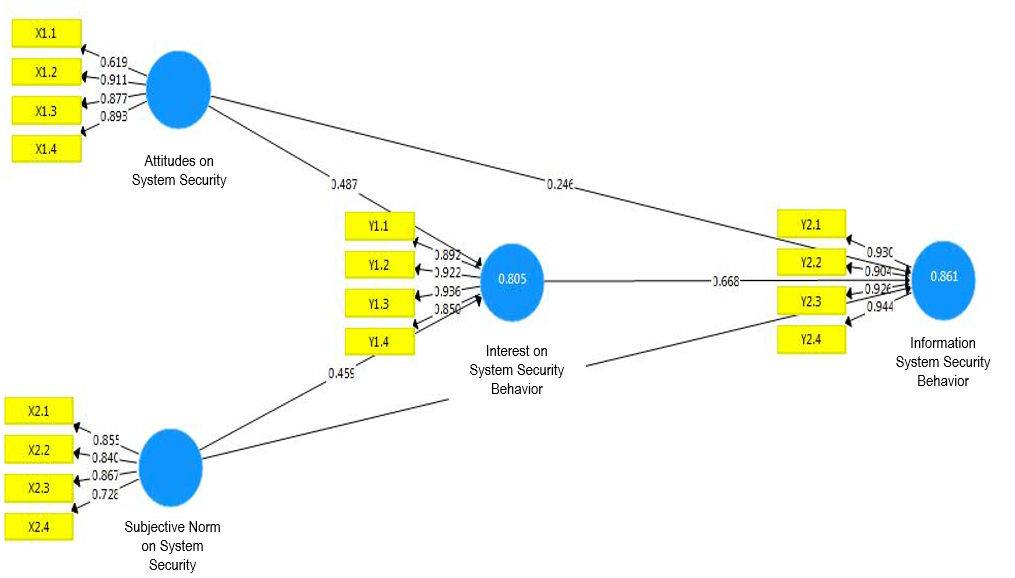 X1.1
X1.2
X1.3
X1.4
0.619
0.911
0.877
0.893
Attitudes on
System Security
0.487
0.246
Y1.1
Y1.2
Y1.3
Y1.4
0.892
0.922
0.936
0.850
0.805
Interest on
System Security
Behavior
0.668
Y2.1
Y2.2
Y2.3
Y2.4
0.930
0.904
0.926
0.944
0.861
Information
System Security
Behavior
0.459
X2.1
X2.2
X2.3
X2.4
0.855
0.840
0.867
0.728
Subjective Norm
on System
Security